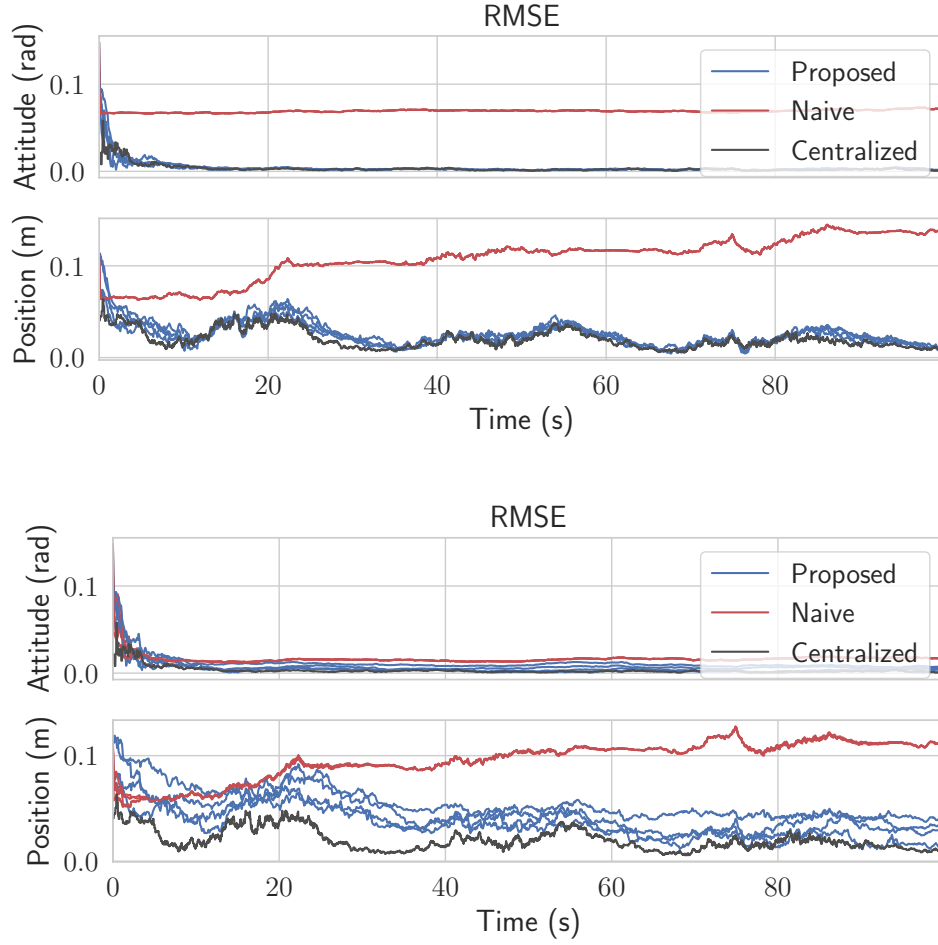 RMSE
Attitude (rad)
0.1
0.0
Proposed
Naive
Centralized
Position (m)
0.1
0.0
0 20 40 60 80
Time (s)
RMSE
Attitude (rad)
0.1
0.0
Proposed
Naive
Centralized
Position (m)
0.1
0.0
0 20 40 60 80
Time (s)